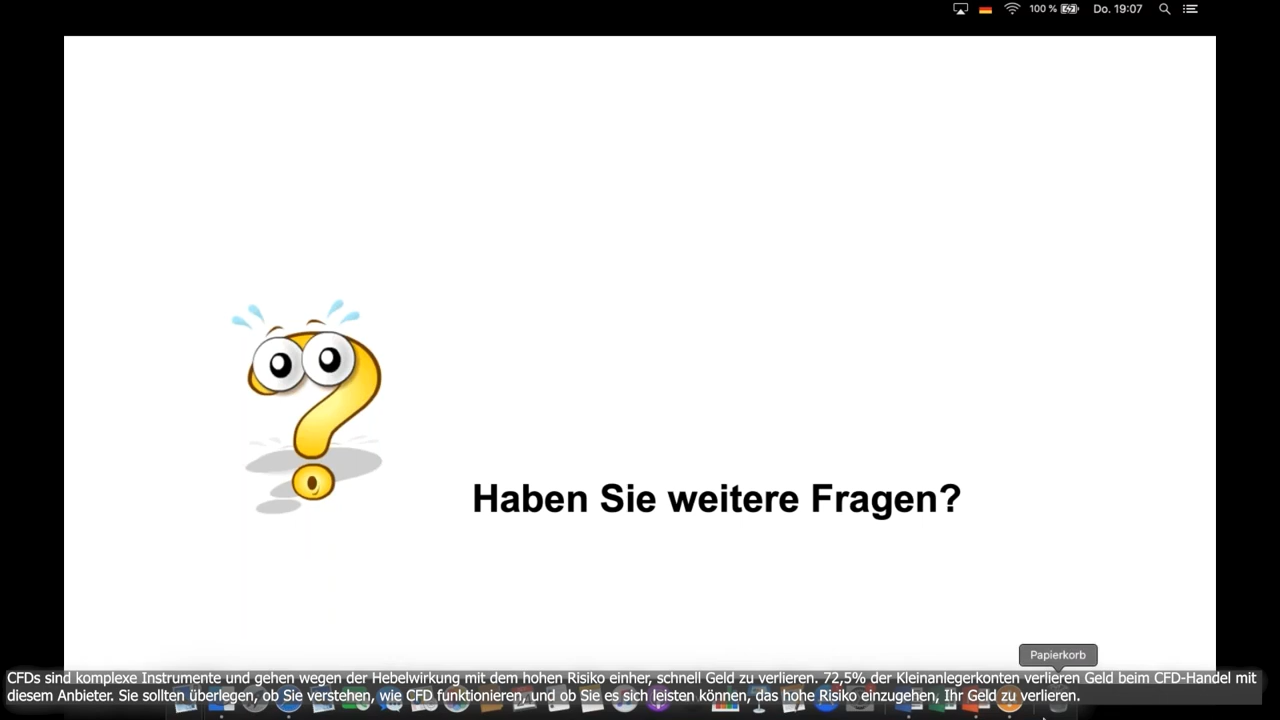 100 % Do. 19:07
Haben Sie weitere Fragen?
Papierkorb
CFDs sind komplexe Instrumente und gehen wegen der Hebelwirkung mit dem hohen Risiko einher, schnell Geld zu verlieren. 72,5% der Kleinanlegerkonten verlieren Geld beim CFD-Handel mit
diesem Anbieter. Sie sollten überlegen, ob Sie verstehen, wie CFD funktionieren, und ob Sie es sich leisten können, das hohe Risiko einzugehen, Ihr Geld zu verlieren.